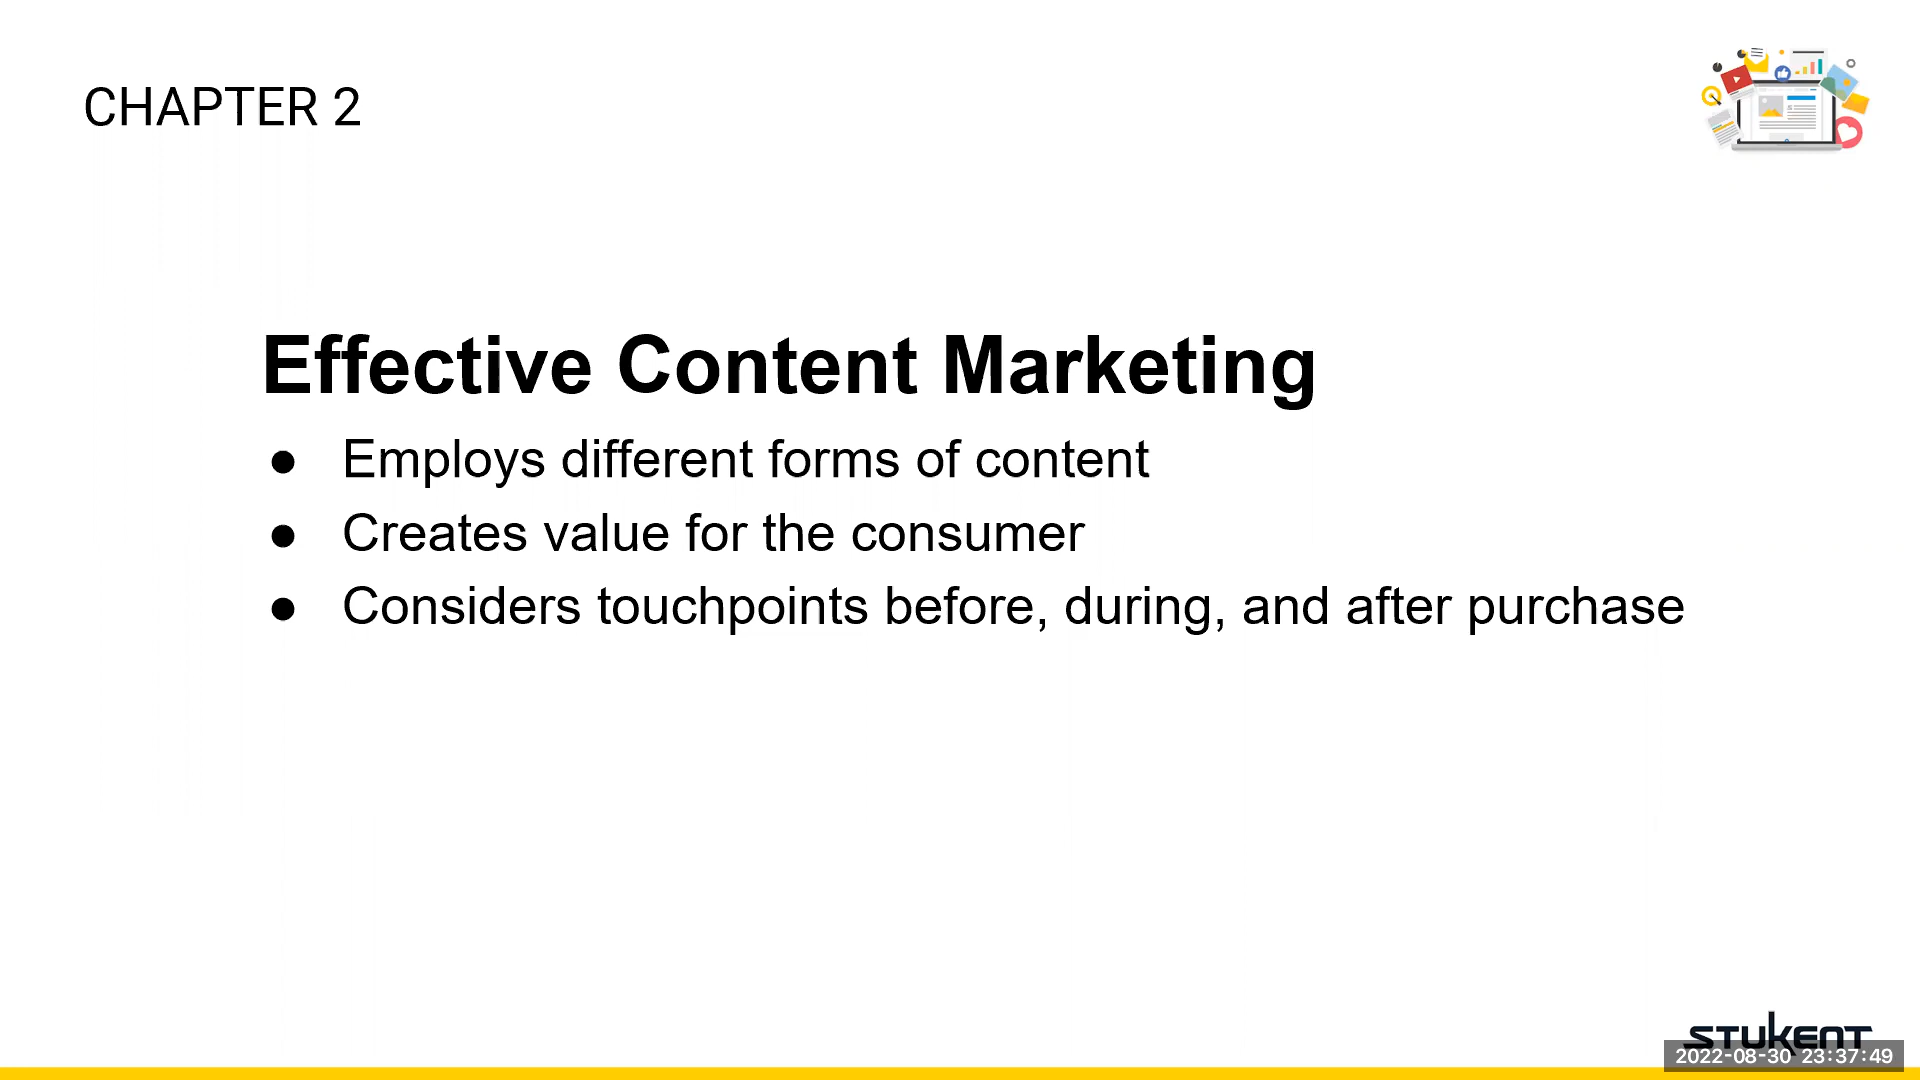 CHAPTER 2
Effective Content Marketing
● Employs different forms of content
● Creates value for the consumer
● Considers touchpoints before, during, and after purchase
STUKENT
2022-08-30 23:37:49